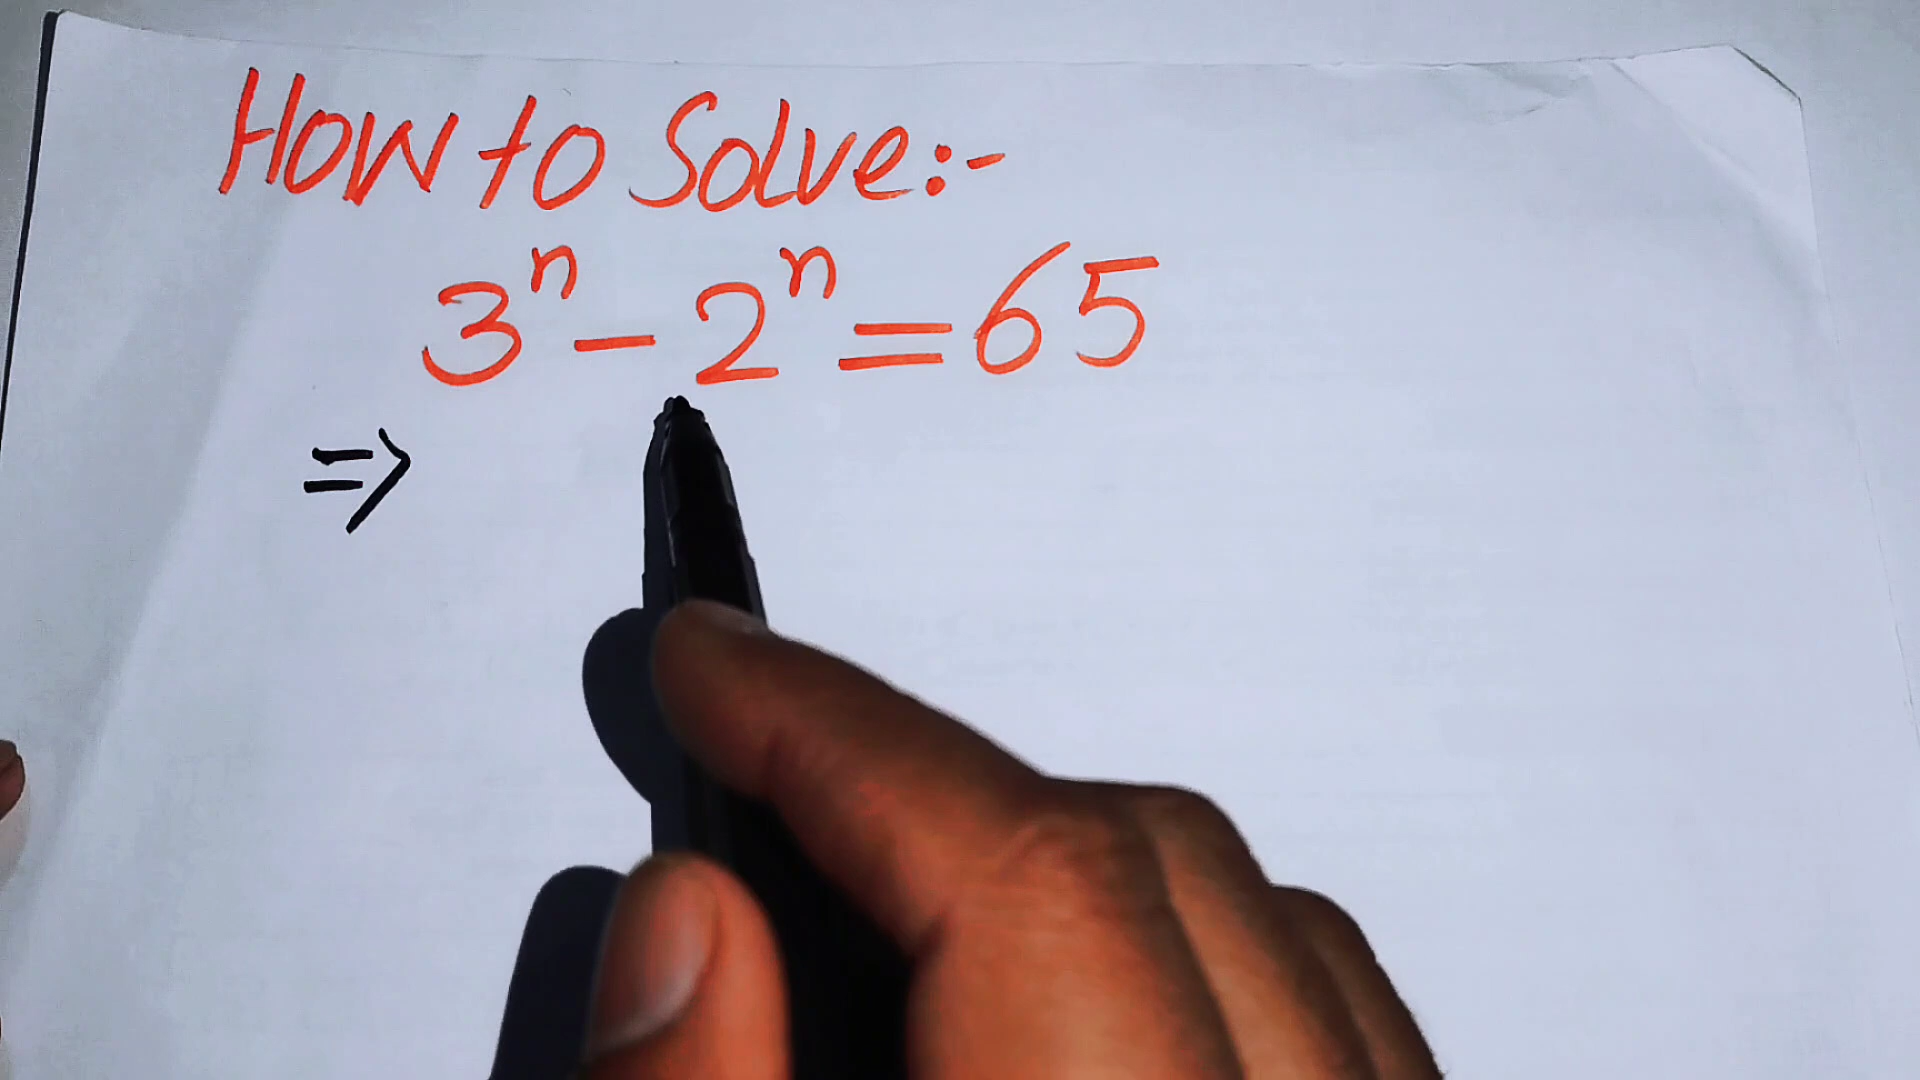 How to Solve:-
3ⁿ - 2ⁿ = 65
=>